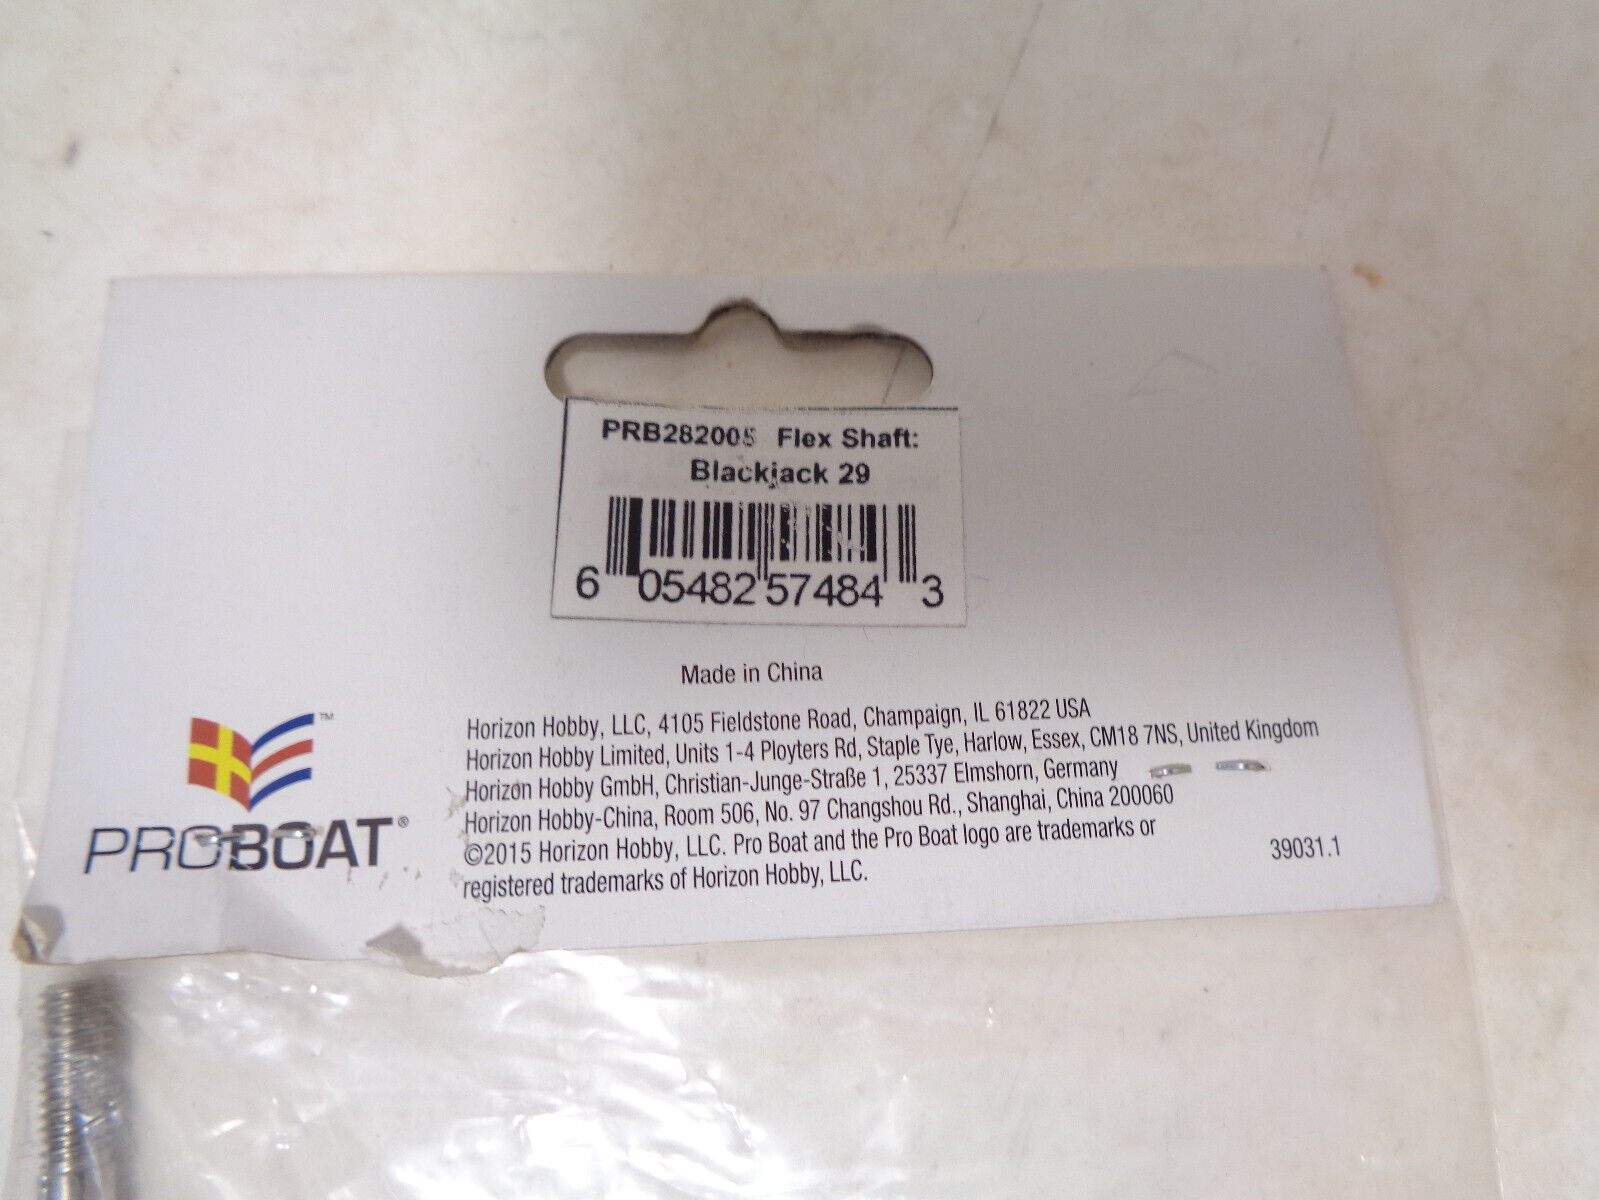 PRB282005 Flex Shaft:
Blackjack 29
6 05482 57484 3
Made in China
Horizon Hobby, LLC, 4105 Fieldstone Road, Champaign, IL 61822 USA
Horizon Hobby Limited, Units 1-4 Ployters Rd, Staple Tye, Harlow, Essex, CM18 7NS, United Kingdom
Horizon Hobby GmbH, Christian-Junge-Straße 1, 25337 Elmshorn, Germany
Horizon Hobby-China, Room 506, No. 97 Changshou Rd., Shanghai, China 200060
©2015 Horizon Hobby, LLC. Pro Boat and the Pro Boat logo are trademarks or
registered trademarks of Horizon Hobby, LLC.
39031.1
™
PROBOAT®